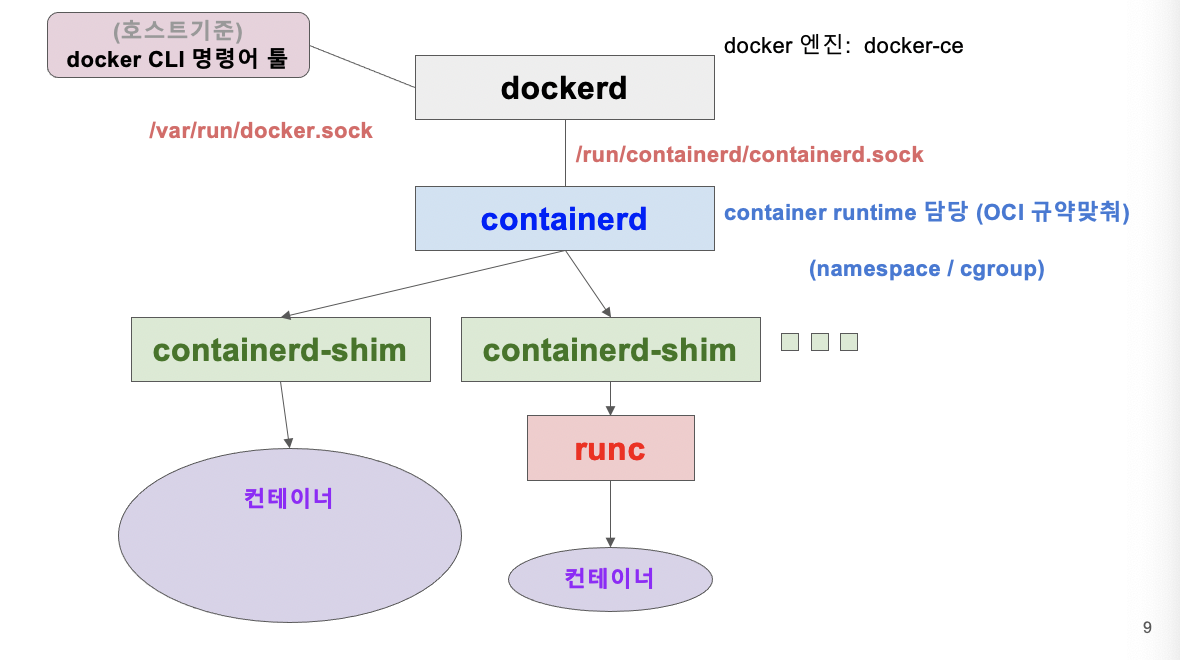 (호스트기준)
docker CLI 명령어 툴
docker 엔진: docker-ce
dockerd
/var/run/docker.sock
/run/containerd/containerd.sock
containerd
container runtime 담당 (OCI 규약맞춰)
(namespace / cgroup)
containerd-shim
containerd-shim
runc
컨테이너
컨테이너
9